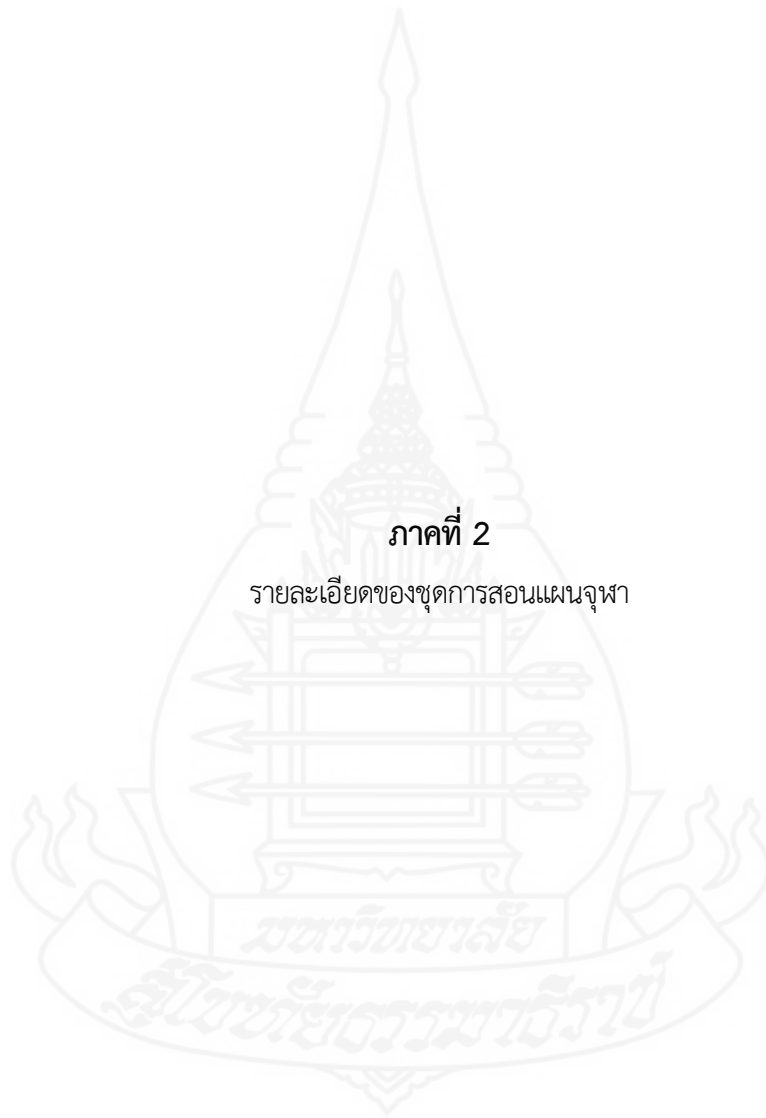 ภาคที่ 2
รายละเอียดของชุดการสอนแผนจุฬา
มหาวิทยาลัย
สุโขทัยธรรมาธิราช